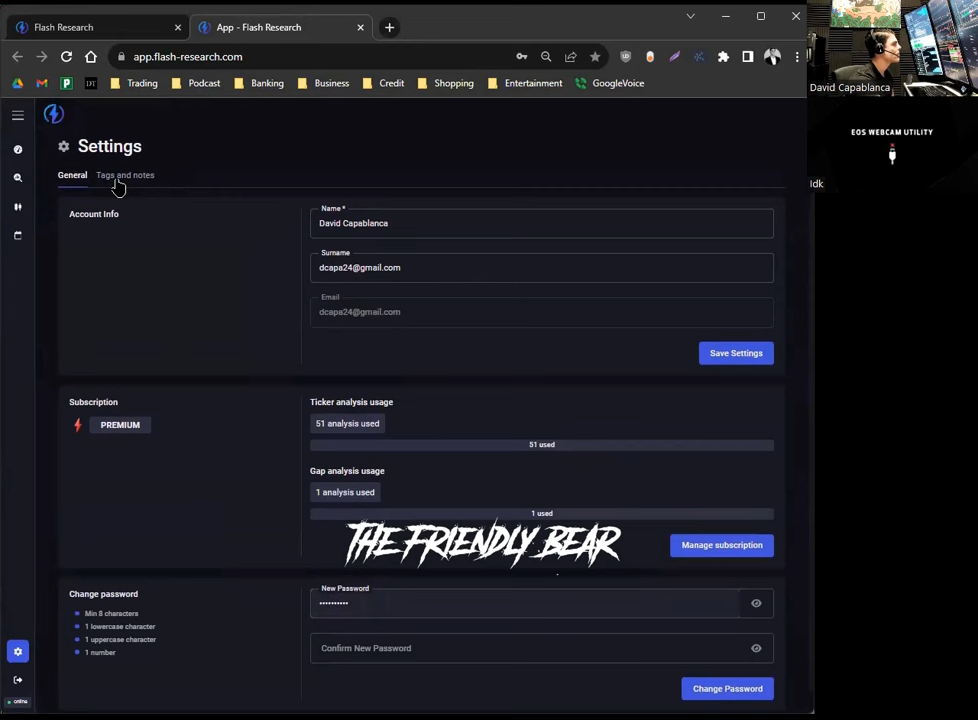 Flash Research
App - Flash Research
app.flash-research.com
Trading
Podcast
Banking
Business
Credit
Shopping
Entertainment
GoogleVoice
David Capablanca
EOS WEBCAM UTILITY
Idk
Settings
General
Tags and notes
Account Info
Name *
David Capablanca
Surname
dcapa24@gmail.com
Email
dcapa24@gmail.com
Save Settings
Subscription
PREMIUM
Ticker analysis usage
51 analysis used
51 used
Gap analysis usage
1 analysis used
1 used
THE FRIENDLY BEAR
Manage subscription
Change password
Min 8 characters
1 lowercase character
1 uppercase character
1 number
New Password
••••••••••
Confirm New Password
Change Password
online